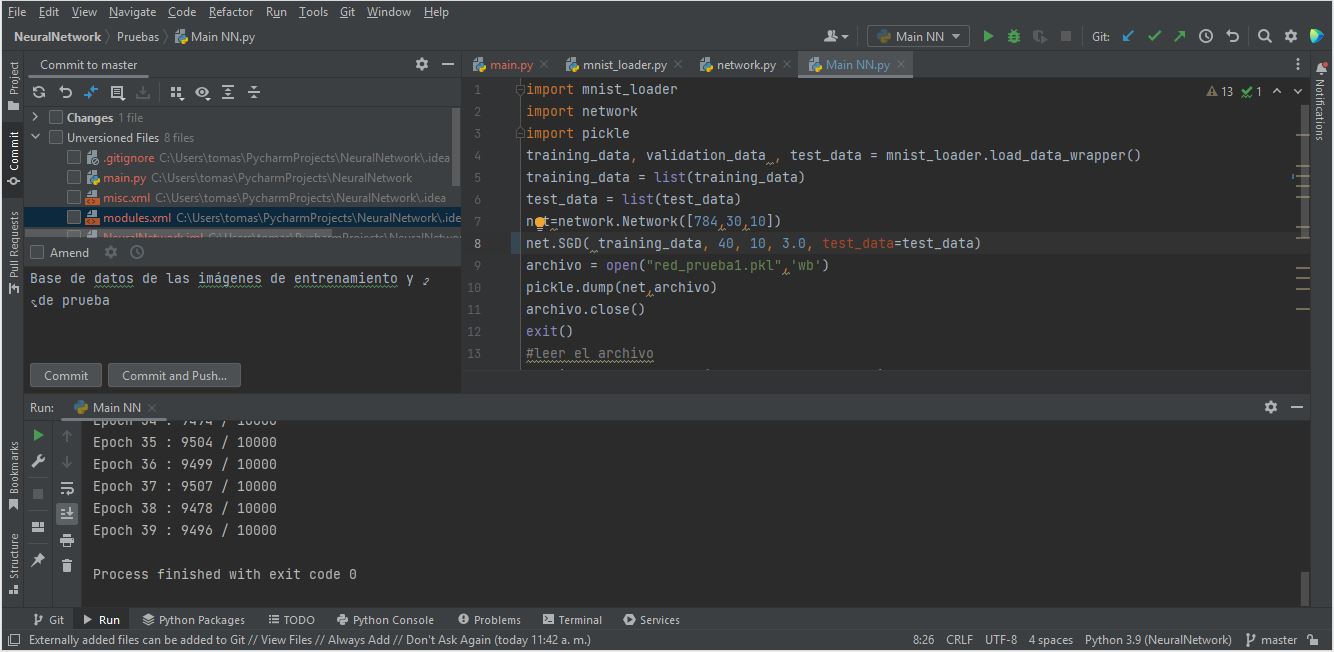 File Edit View Navigate Code Refactor Run Tools Git Window Help
NeuralNetwork Pruebas Main NN.py
Main NN
Git:
Project
Commit
Pull Requests
Bookmarks
Structure
Notifications
Commit to master
Changes 1 file
Unversioned Files 8 files
.gitignore C:\Users\tomas\PycharmProjects\NeuralNetwork\.idea
main.py C:\Users\tomas\PycharmProjects\NeuralNetwork
misc.xml C:\Users\tomas\PycharmProjects\NeuralNetwork\.idea
modules.xml C:\Users\tomas\PycharmProjects\NeuralNetwork\.ide
NeuralNetwork.iml
Amend
Base de datos de las imágenes de entrenamiento y
de prueba
Commit Commit and Push...
main.py mnist_loader.py network.py Main NN.py
13 1
1 import mnist_loader
2 import network
3 import pickle
4 training_data, validation_data , test_data = mnist_loader.load_data_wrapper()
5 training_data = list(training_data)
6 test_data = list(test_data)
7 net=network.Network([784,30,10])
8 net.SGD( training_data, 40, 10, 3.0, test_data=test_data)
9 archivo = open("red_prueba1.pkl",'wb')
10 pickle.dump(net,archivo)
11 archivo.close()
12 exit()
13 #leer el archivo
Run: Main NN
Epoch 34 : 9494 / 10000
Epoch 35 : 9504 / 10000
Epoch 36 : 9499 / 10000
Epoch 37 : 9507 / 10000
Epoch 38 : 9478 / 10000
Epoch 39 : 9496 / 10000
Process finished with exit code 0
Git Run Python Packages TODO Python Console Problems Terminal Services
Externally added files can be added to Git // View Files // Always Add // Don't Ask Again (today 11:42 a. m.)
8:26 CRLF UTF-8 4 spaces Python 3.9 (NeuralNetwork) master